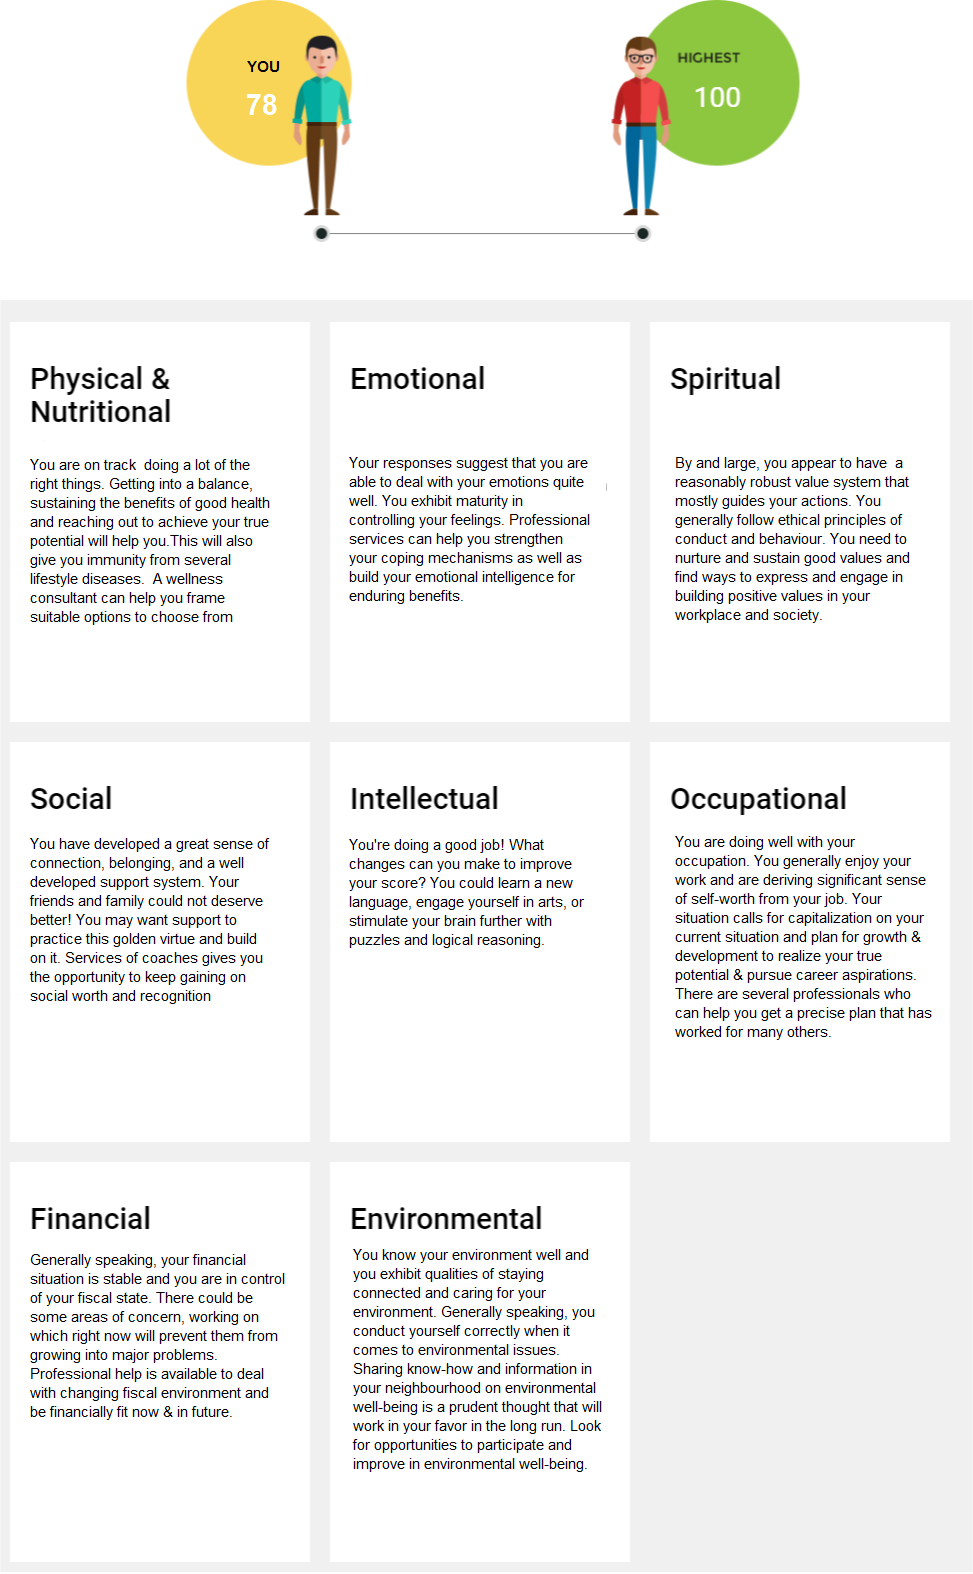 YOU
78
HIGHEST
100
Physical &
Nutritional
You are on track  doing a lot of the
right things. Getting into a balance,
sustaining the benefits of good health
and reaching out to achieve your true
potential will help you.This will also
give you immunity from several
lifestyle diseases.  A wellness
consultant can help you frame
suitable options to choose from
Emotional
Your responses suggest that you are
able to deal with your emotions quite
well. You exhibit maturity in
controlling your feelings. Professional
services can help you strengthen
your coping mechanisms as well as
build your emotional intelligence for
enduring benefits.
Spiritual
By and large, you appear to have  a
reasonably robust value system that
mostly guides your actions. You
generally follow ethical principles of
conduct and behaviour. You need to
nurture and sustain good values and
find ways to express and engage in
building positive values in your
workplace and society.
Social
You have developed a great sense of
connection, belonging, and a well
developed support system. Your
friends and family could not deserve
better! You may want support to
practice this golden virtue and build
on it. Services of coaches gives you
the opportunity to keep gaining on
social worth and recognition
Intellectual
You're doing a good job! What
changes can you make to improve
your score? You could learn a new
language, engage yourself in arts, or
stimulate your brain further with
puzzles and logical reasoning.
Occupational
You are doing well with your
occupation. You generally enjoy your
work and are deriving significant sense
of self-worth from your job. Your
situation calls for capitalization on your
current situation and plan for growth &
development to realize your true
potential & pursue career aspirations.
There are several professionals who
can help you get a precise plan that has
worked for many others.
Financial
Generally speaking, your financial
situation is stable and you are in control
of your fiscal state. There could be
some areas of concern, working on
which right now will prevent them from
growing into major problems.
Professional help is available to deal
with changing fiscal environment and
be financially fit now & in future.
Environmental
You know your environment well and
you exhibit qualities of staying
connected and caring for your
environment. Generally speaking, you
conduct yourself correctly when it
comes to environmental issues.
Sharing know-how and information in
your neighbourhood on environmental
well-being is a prudent thought that will
work in your favor in the long run. Look
for opportunities to participate and
improve in environmental well-being.